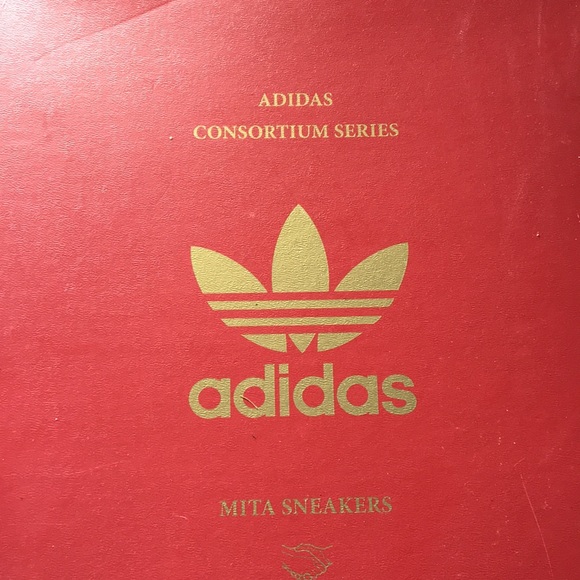 ADIDAS
CONSORTIUM SERIES
adidas
MITA SNEAKERS